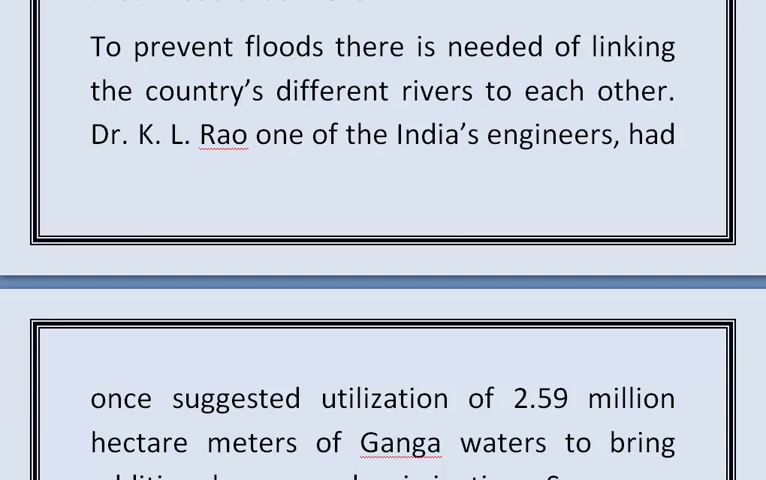 To prevent floods there is needed of linking
the country’s different rivers to each other.
Dr. K. L. Rao one of the India’s engineers, had
once suggested utilization of 2.59 million
hectare meters of Ganga waters to bring